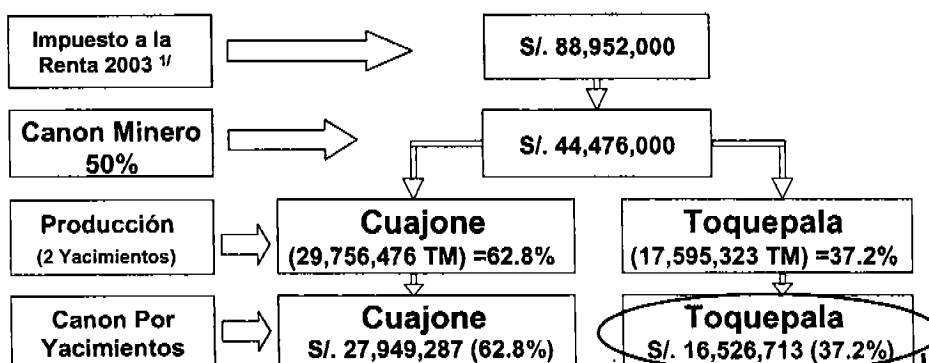 Impuesto a la
Renta 2003 1/
S/. 88,952,000
Canon Minero
50%
S/. 44,476,000
Producción
(2 Yacimientos)
Cuajone
(29,756,476 TM) =62.8%
Toquepala
(17,595,323 TM) =37.2%
Canon Por
Yacimientos
Cuajone
S/. 27,949,287 (62.8%)
Toquepala
S/. 16,526,713 (37.2%)